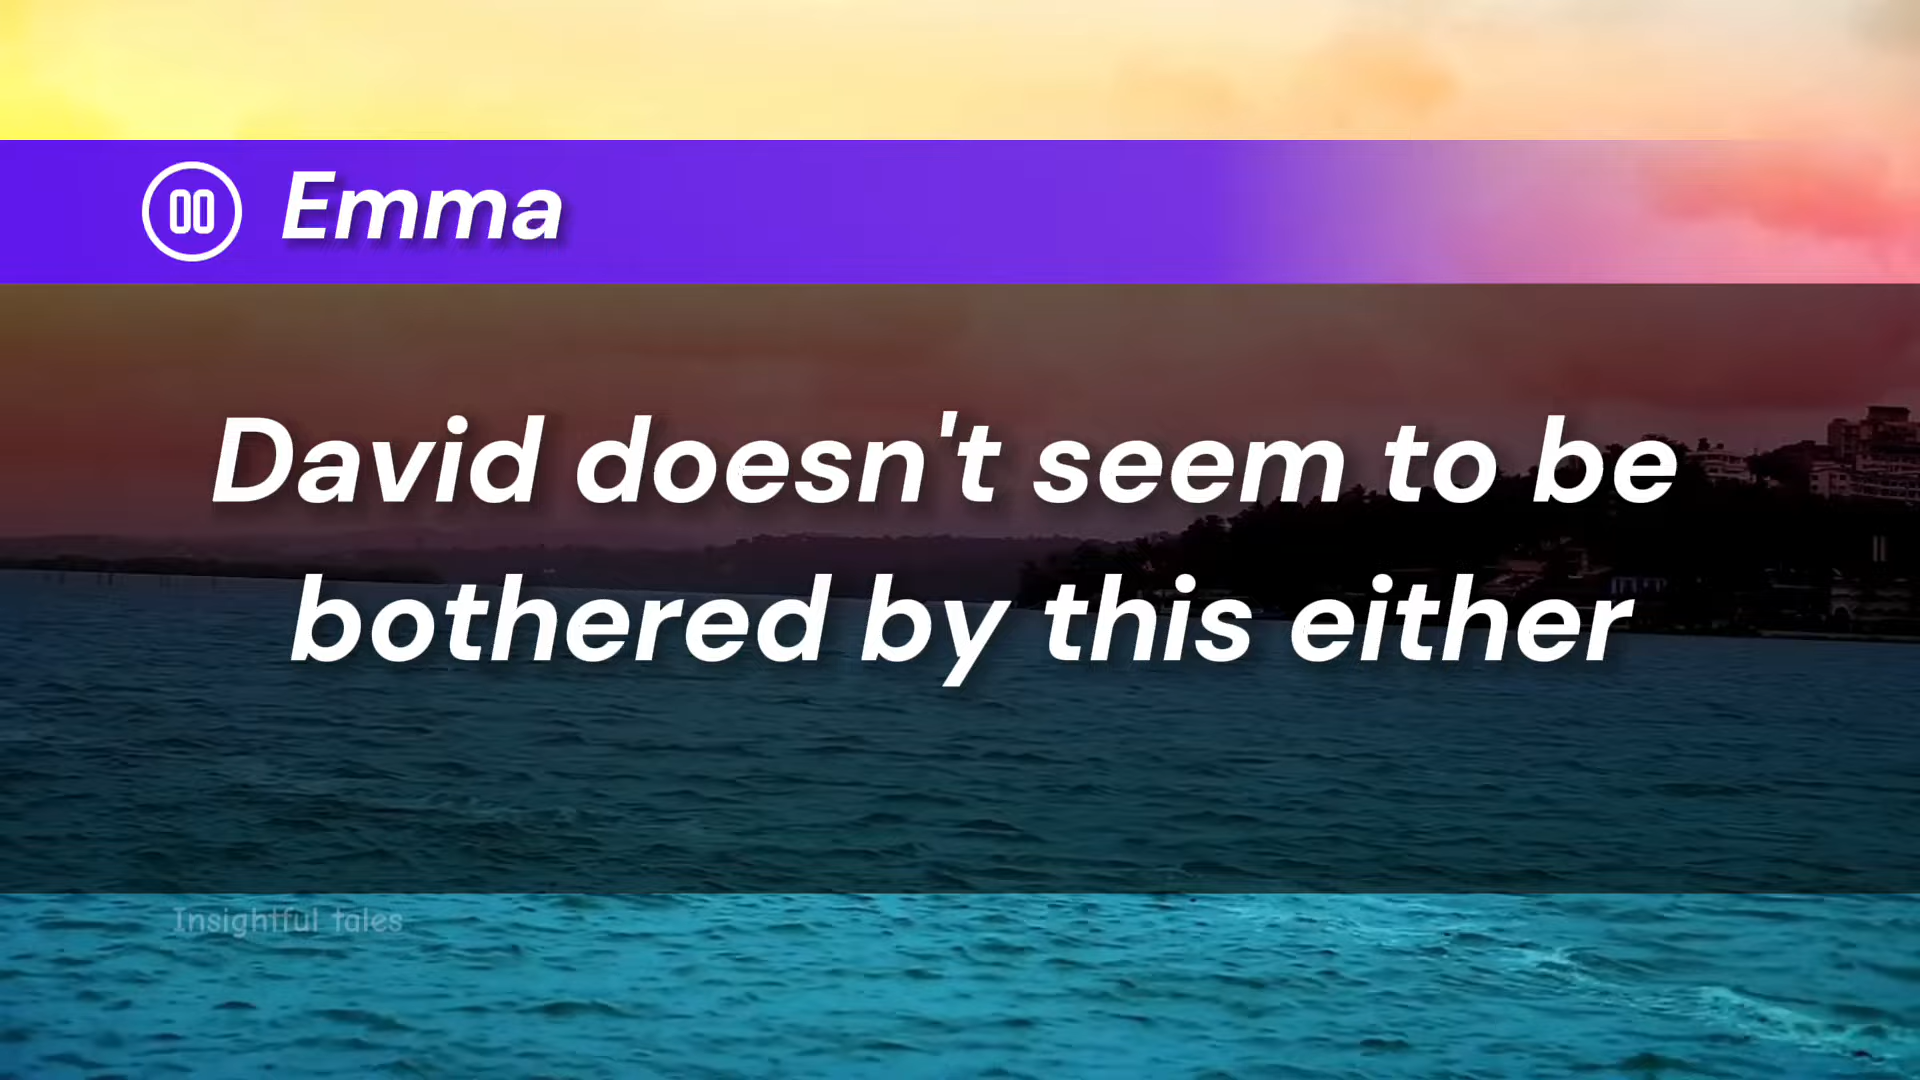 Emma
David doesn't seem to be
bothered by this either
Insightful tales